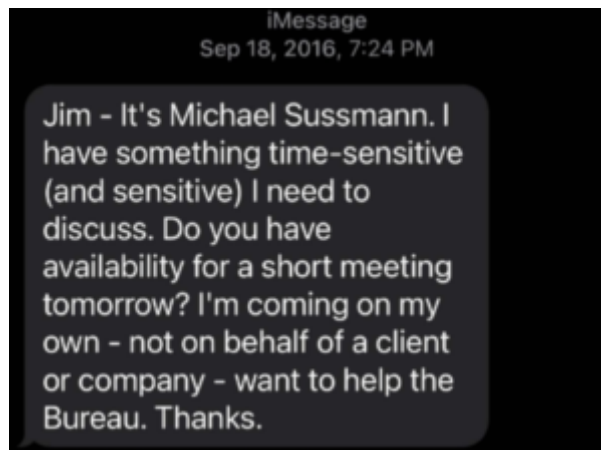 iMessage
Sep 18, 2016, 7:24 PM
Jim - It's Michael Sussmann. I
have something time-sensitive
(and sensitive) I need to
discuss. Do you have
availability for a short meeting
tomorrow? I'm coming on my
own - not on behalf of a client
or company - want to help the
Bureau. Thanks.